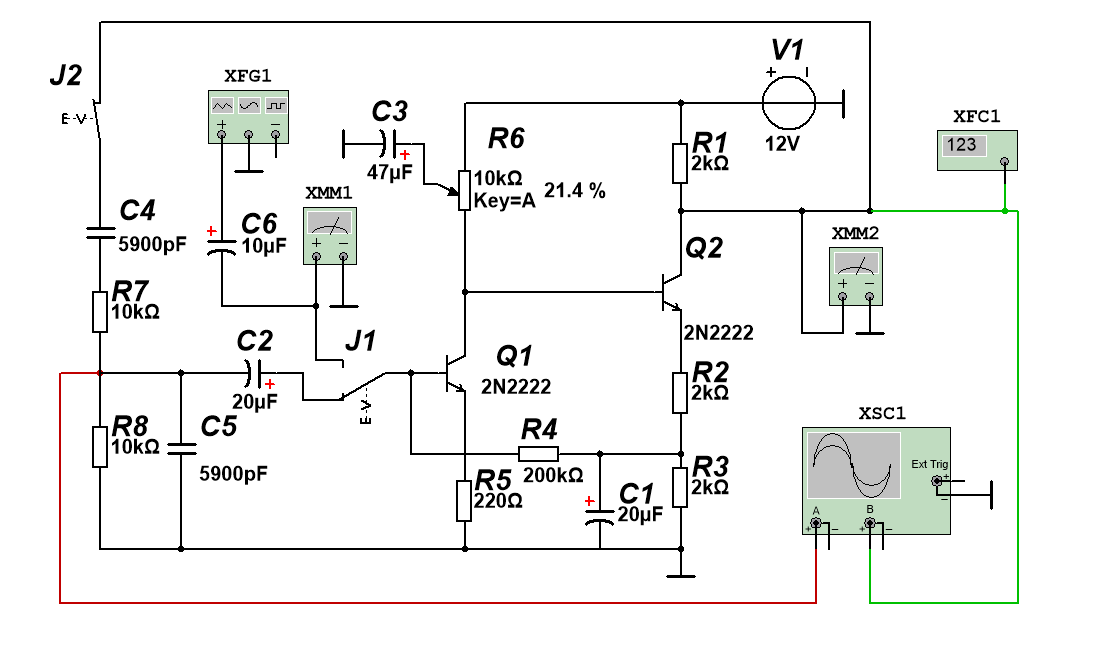 V1
+
12V
J2
E-V
XFG1
+
−
C3
+
47µF
R6
10kΩ
Key=A
21.4 %
R1
2kΩ
XFC1
123
C4
5900pF
+
C6
10µF
XMM1
+
−
XMM2
+
−
Q2
2N2222
R7
10kΩ
C2
+
20µF
J1
E-V
Q1
2N2222
R2
2kΩ
R8
10kΩ
C5
5900pF
R4
200kΩ
R5
220Ω
+
C1
20µF
R3
2kΩ
XSC1
Ext Trig
+
−
A
B
+
−
+
−